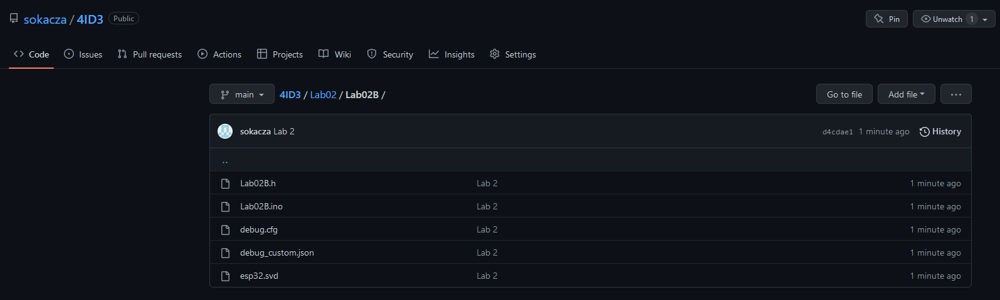 sokacza / 4ID3 Public Pin Unwatch 1
Code Issues Pull requests Actions Projects Wiki Security Insights Settings
main 4ID3 / Lab02 / Lab02B / Go to file Add file ...
sokacza Lab 2 d4cdae1 1 minute ago History
..
Lab02B.h Lab 2 1 minute ago
Lab02B.ino Lab 2 1 minute ago
debug.cfg Lab 2 1 minute ago
debug_custom.json Lab 2 1 minute ago
esp32.svd Lab 2 1 minute ago